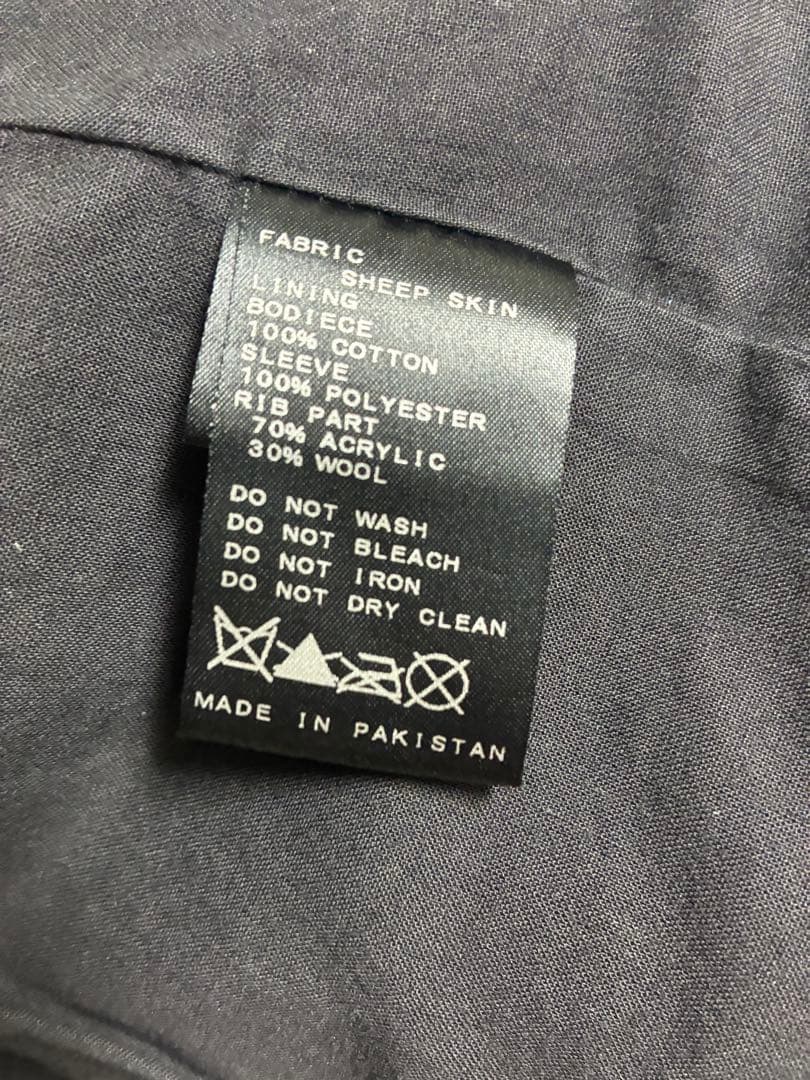 FABRIC
SHEEP SKIN
LINING
BODIECE
100% COTTON
SLEEVE
100% POLYESTER
RIB PART
70% ACRYLIC
30% WOOL
DO NOT WASH
DO NOT BLEACH
DO NOT IRON
DO NOT DRY CLEAN
MADE IN PAKISTAN